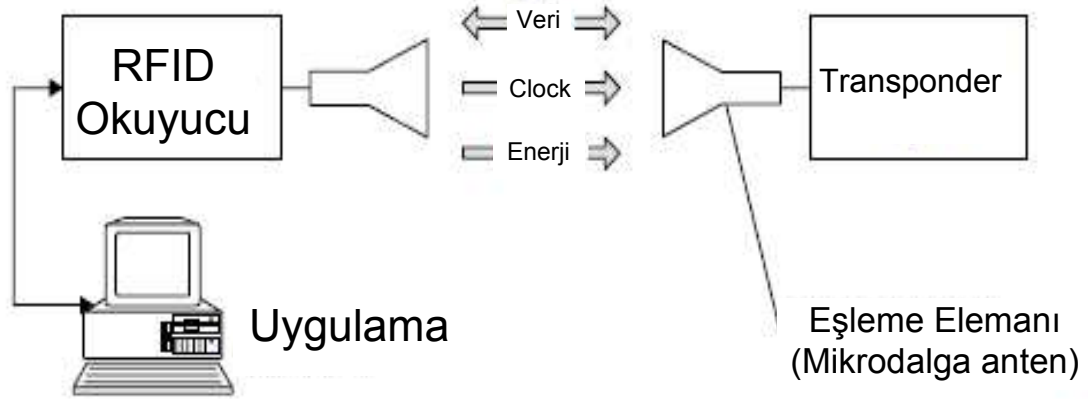 Veri
RFID
Okuyucu
Clock
Transponder
Enerji
Uygulama
Eşleme Elemanı
(Mikrodalga anten)